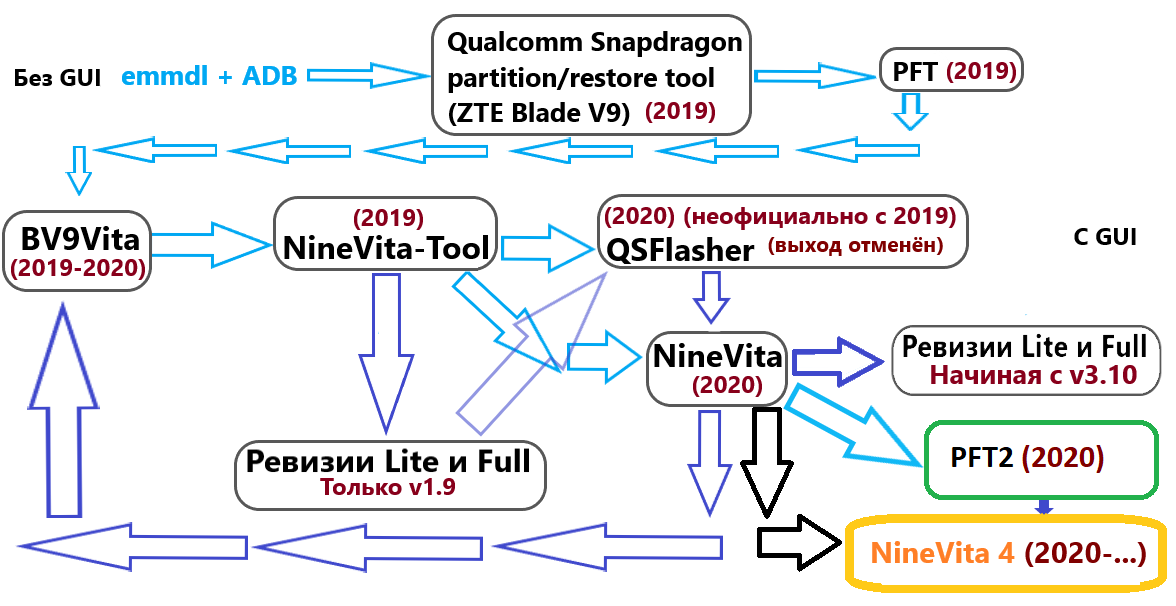 Без GUI
emmdl + ADB
Qualcomm Snapdragon
partition/restore tool
(ZTE Blade V9) (2019)
PFT (2019)
BV9Vita
(2019-2020)
(2019)
NineVita-Tool
(2020) (неофициально с 2019)
QSFlasher (выход отменён)
С GUI
NineVita
(2020)
Ревизии Lite и Full
Начиная с v3.10
Ревизии Lite и Full
Только v1.9
PFT2 (2020)
NineVita 4 (2020-...)